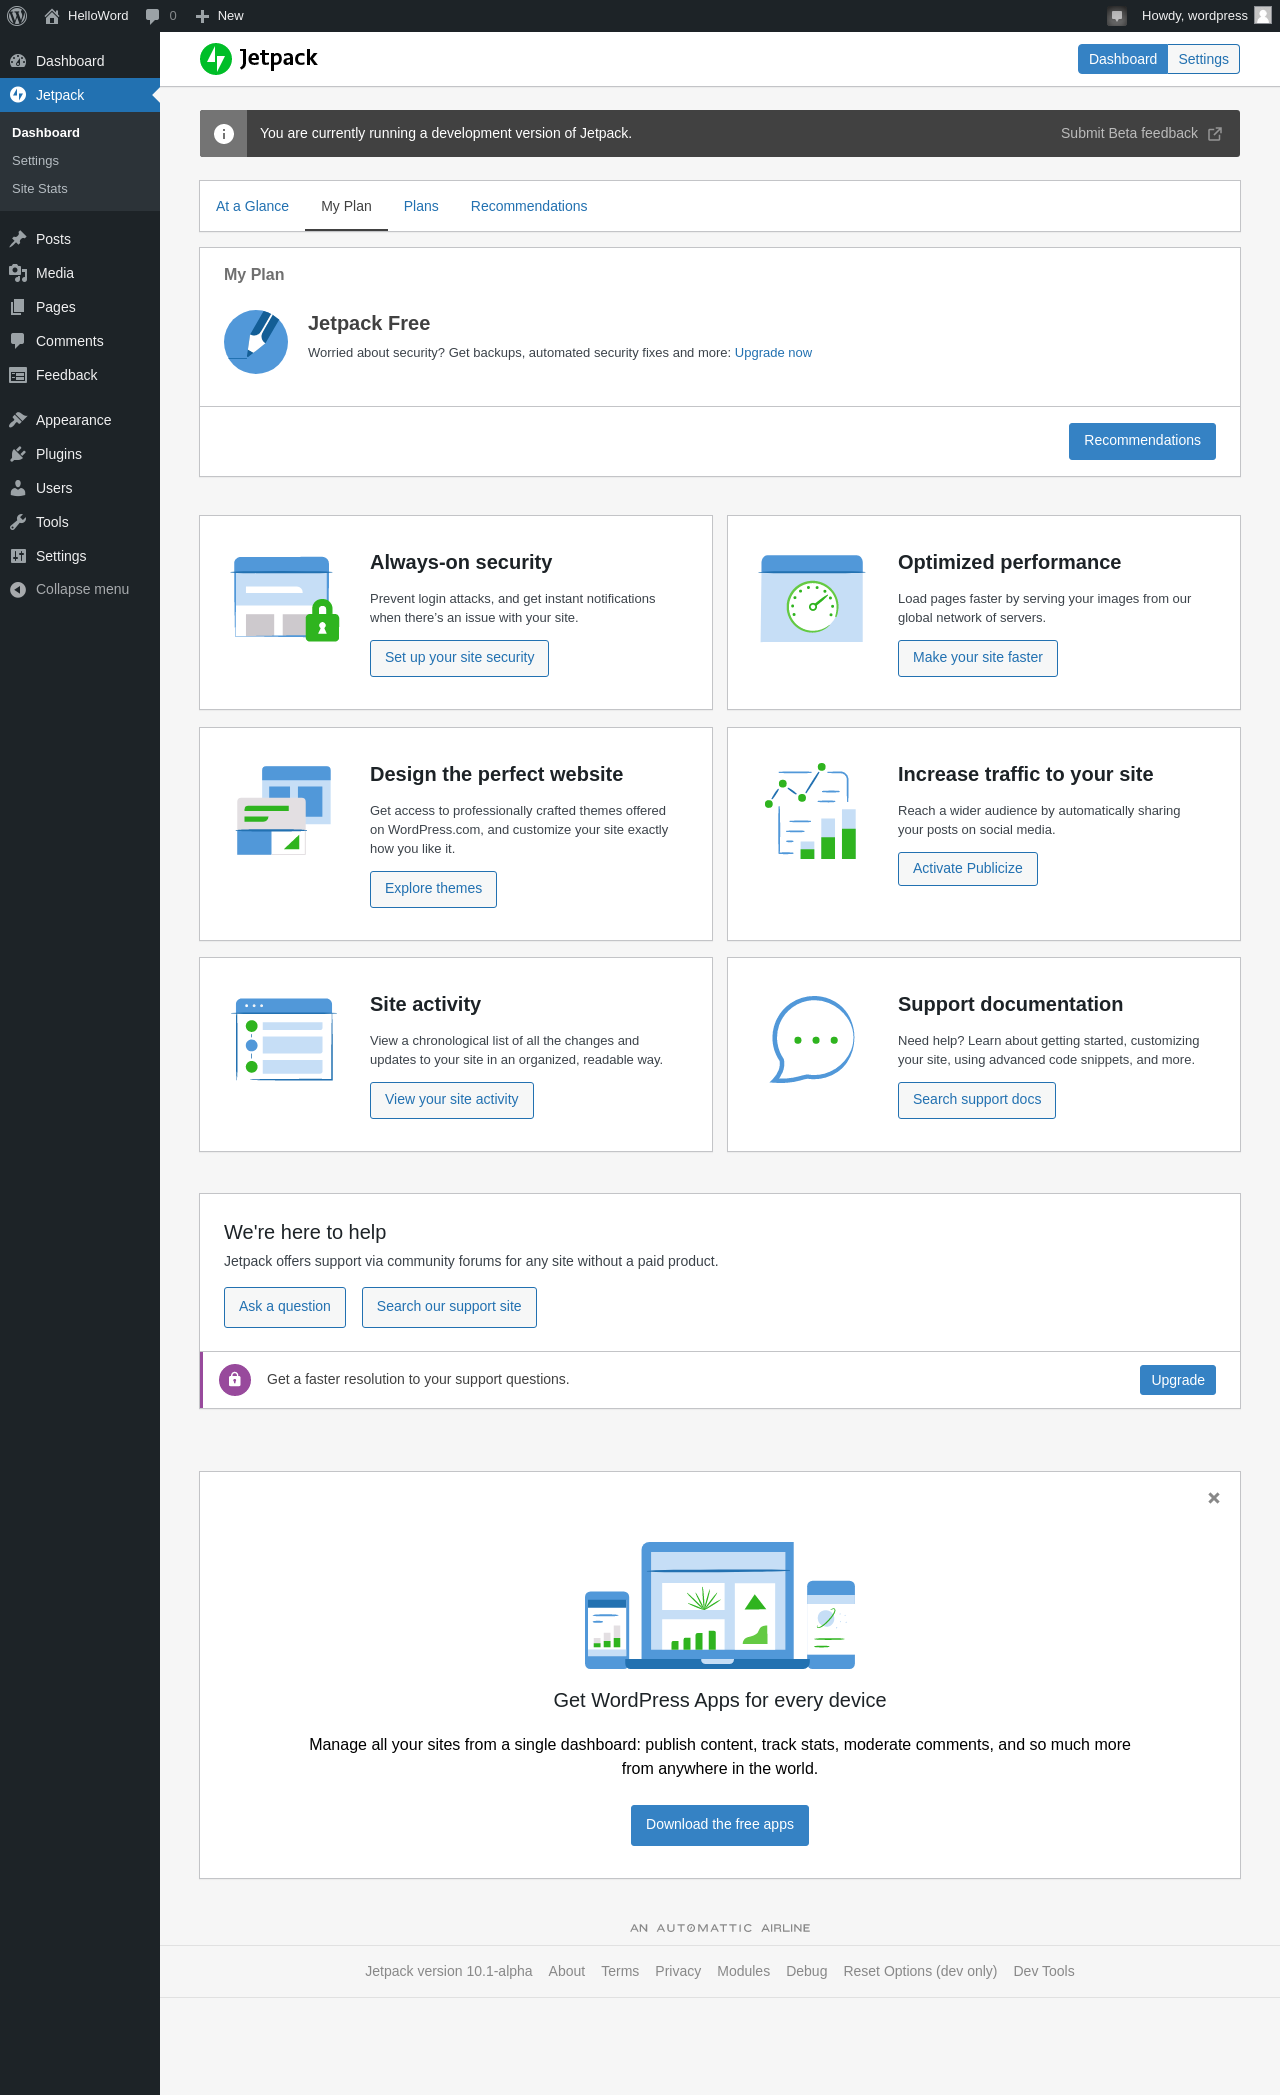 HelloWord
0
New
Howdy, wordpress
Dashboard
Jetpack
Dashboard
Settings
Site Stats
Posts
Media
Pages
Comments
Feedback
Appearance
Plugins
Users
Tools
Settings
Collapse menu
Jetpack
Dashboard
Settings
You are currently running a development version of Jetpack.
Submit Beta feedback
At a Glance
My Plan
Plans
Recommendations
My Plan
Jetpack Free
Worried about security? Get backups, automated security fixes and more: Upgrade now
Recommendations
Always-on security
Prevent login attacks, and get instant notifications
when there’s an issue with your site.
Set up your site security
Optimized performance
Load pages faster by serving your images from our
global network of servers.
Make your site faster
Design the perfect website
Get access to professionally crafted themes offered
on WordPress.com, and customize your site exactly
how you like it.
Explore themes
Increase traffic to your site
Reach a wider audience by automatically sharing
your posts on social media.
Activate Publicize
Site activity
View a chronological list of all the changes and
updates to your site in an organized, readable way.
View your site activity
Support documentation
Need help? Learn about getting started, customizing
your site, using advanced code snippets, and more.
Search support docs
We're here to help
Jetpack offers support via community forums for any site without a paid product.
Ask a question
Search our support site
Get a faster resolution to your support questions.
Upgrade
Get WordPress Apps for every device
Manage all your sites from a single dashboard: publish content, track stats, moderate comments, and so much more
from anywhere in the world.
Download the free apps
AN AUTOMATTIC AIRLINE
Jetpack version 10.1-alpha
About
Terms
Privacy
Modules
Debug
Reset Options (dev only)
Dev Tools